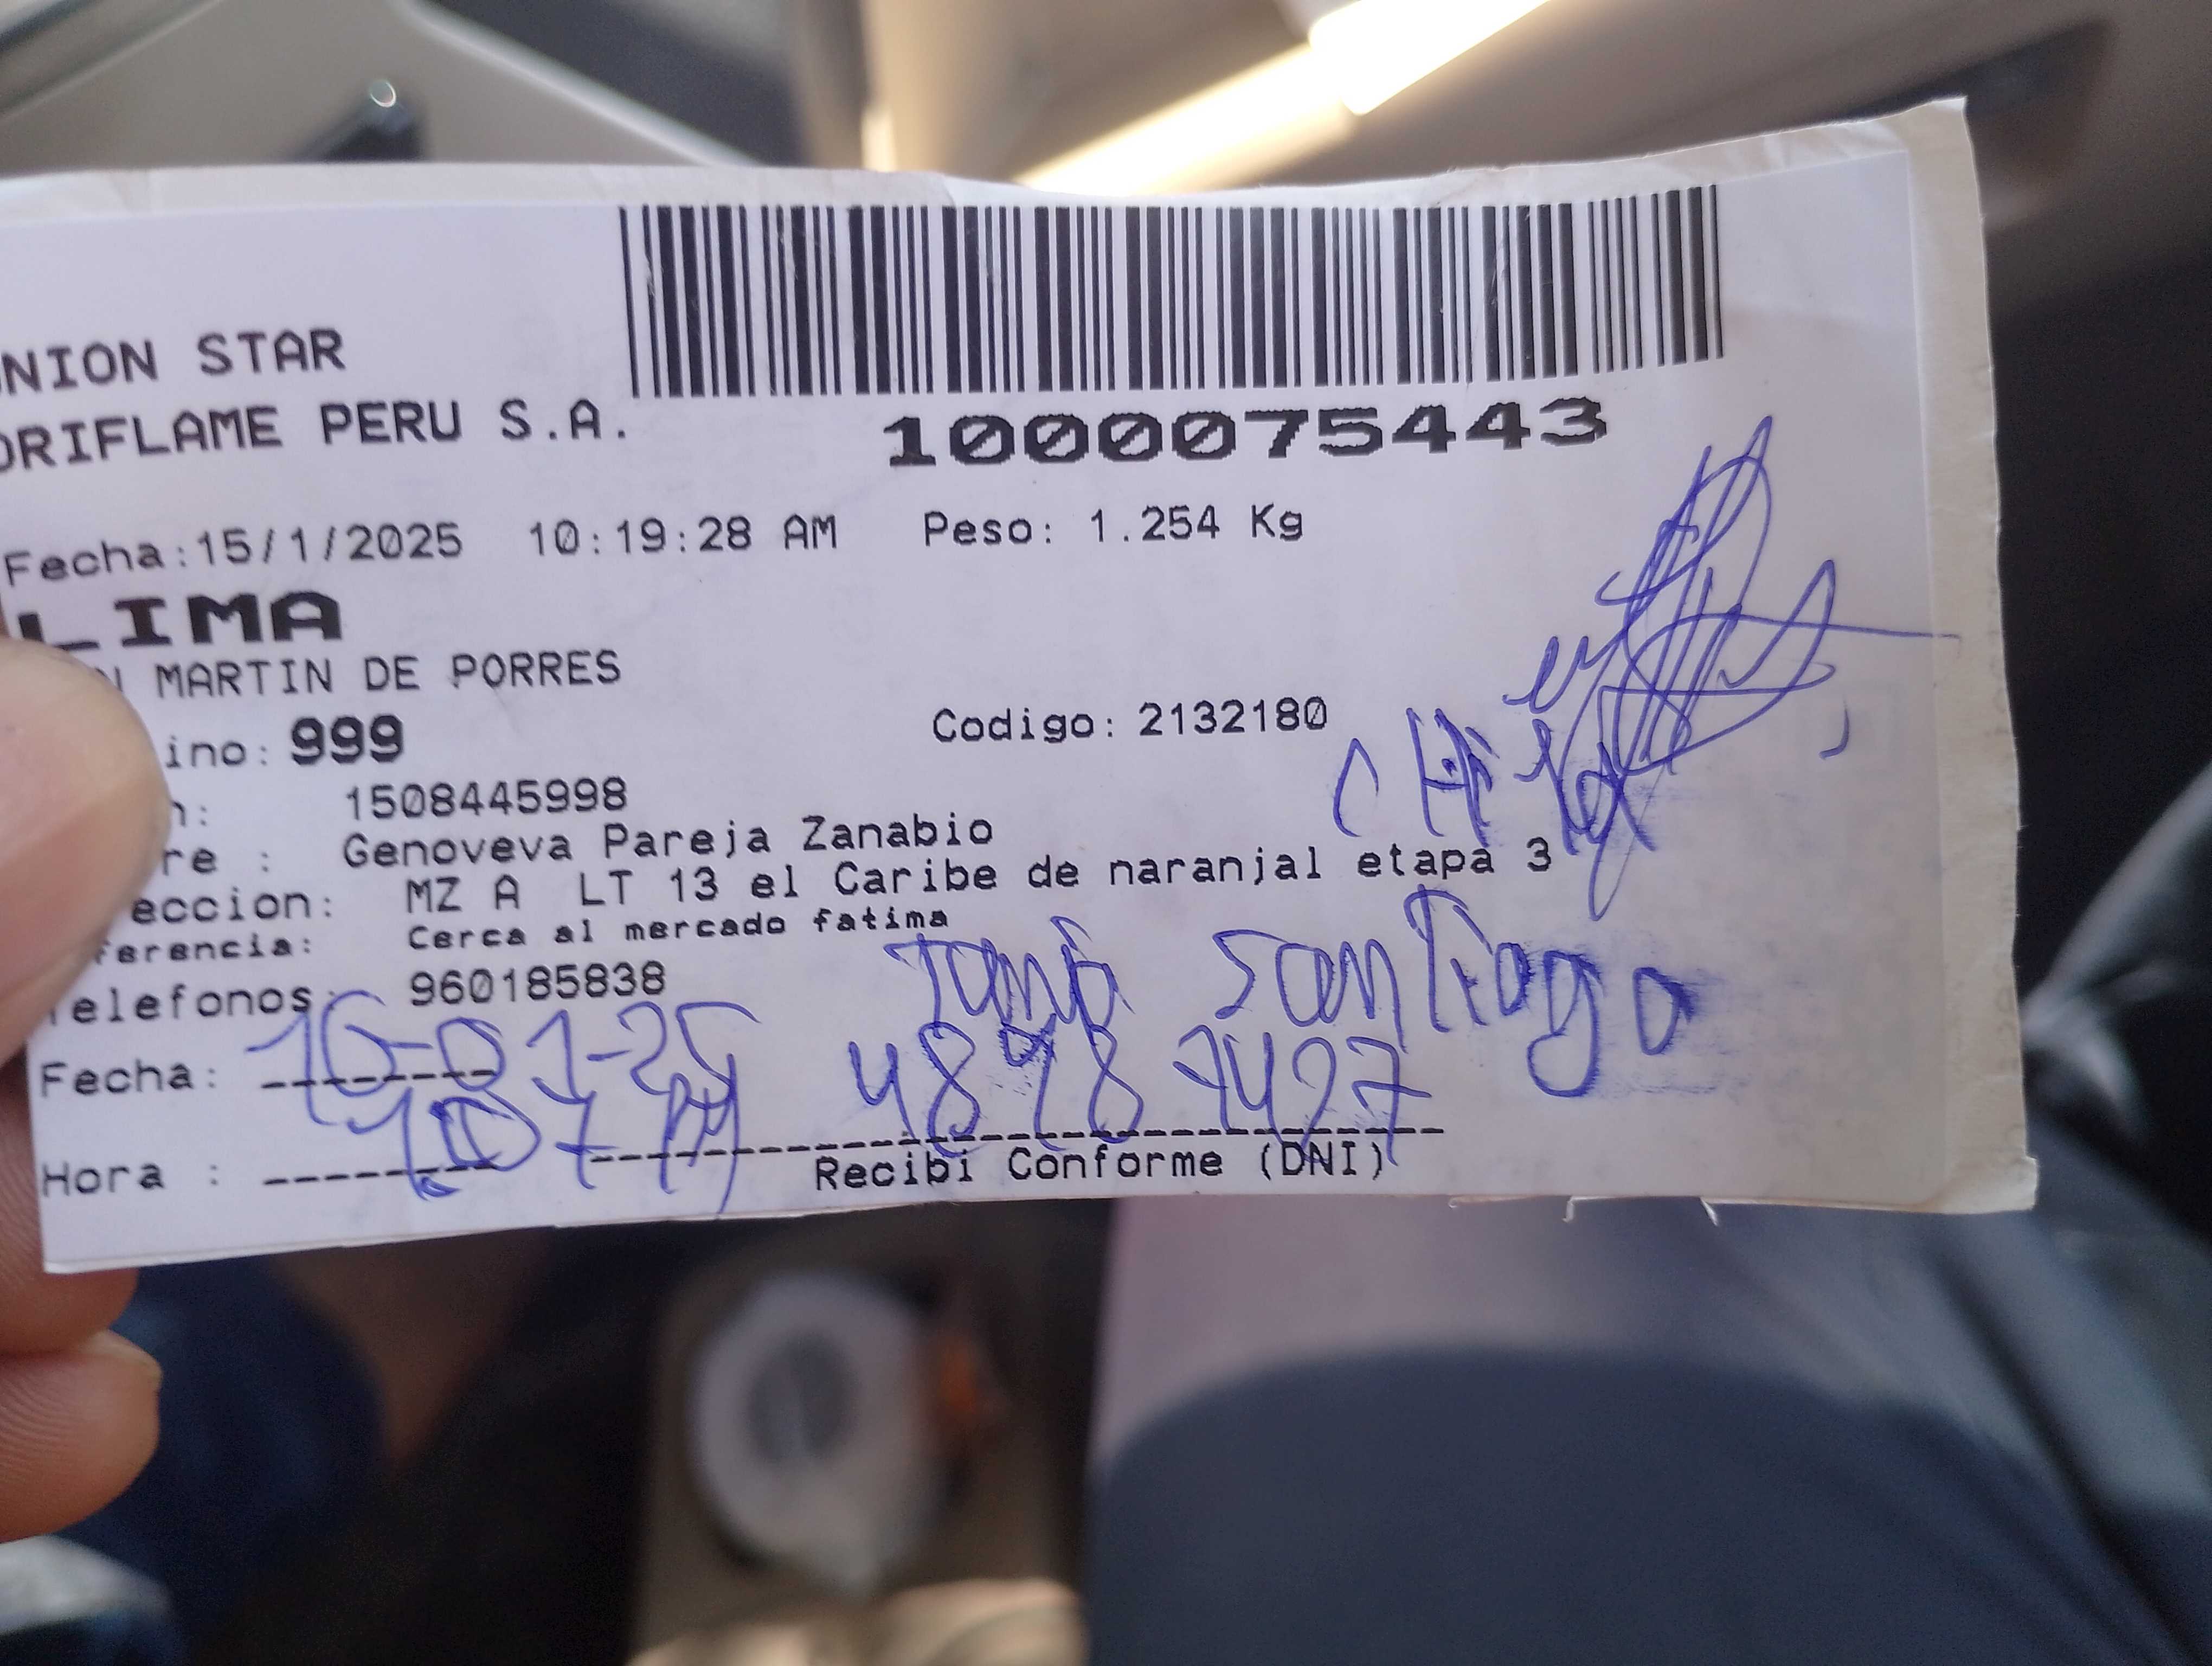 NION STAR
ORIFLAME PERU S.A.
1000075443
Fecha:15/1/2025 10:19:28 AM Peso: 1.254 Kg
LIMA
N MARTIN DE PORRES
ino: 999 Codigo: 2132180
n: 1508445998
re : Genoveva Pareja Zanabio
eccion: MZ A LT 13 el Caribe de naranjal etapa 3
ferencia: Cerca al mercado fatima
Telefonos: 960185838
Santiago
Fecha: 16-01-25
Hora :
Recibi Conforme (DNI)